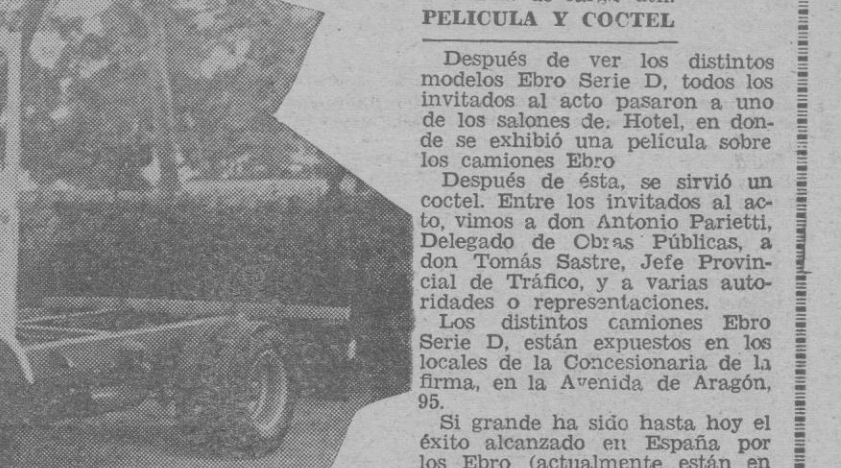 PELICULA Y COCTEL
Después de ver los distintos
modelos Ebro Serie D, todos los
invitados al acto pasaron a uno
de los salones de. Hotel, en don-
de se exhibió una película sobre
los camiones Ebro
Después de ésta, se sirvió un
coctel. Entre los invitados al ac-
to, vimos a don Antonio Parietti,
Delegado de Obras Públicas, a
don Tomás Sastre, Jefe Provin-
cial de Tráfico, y a varias auto-
ridades o representaciones.
Los distintos camiones Ebro
Serie D, están expuestos en los
locales de la Concesionaria de la
firma, en la Avenida de Aragón,
95.
Si grande ha sido hasta hoy el
éxito alcanzado en España por
los Ebro (actualmente están en